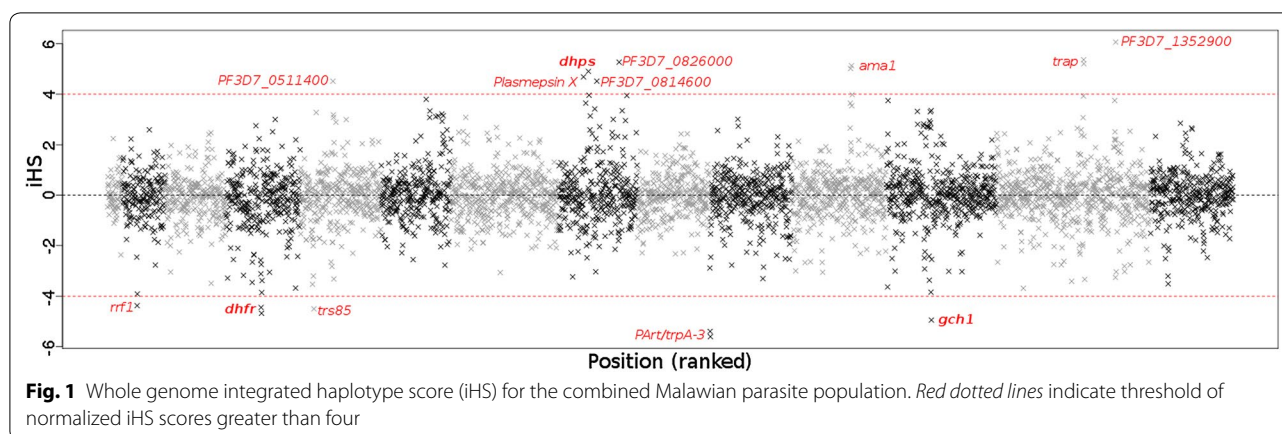 6
PF3D7_1352900
dhps
PF3D7_0826000
ama1
trap
PF3D7_0511400
Plasmepsin X
PF3D7_0814600
4
2
iHS
0
-2
-4
rrf1
dhfr
trs85
gch1
PArt/trpA-3
-6
Position (ranked)
Fig. 1 Whole genome integrated haplotype score (iHS) for the combined Malawian parasite population. Red dotted lines indicate threshold of
normalized iHS scores greater than four